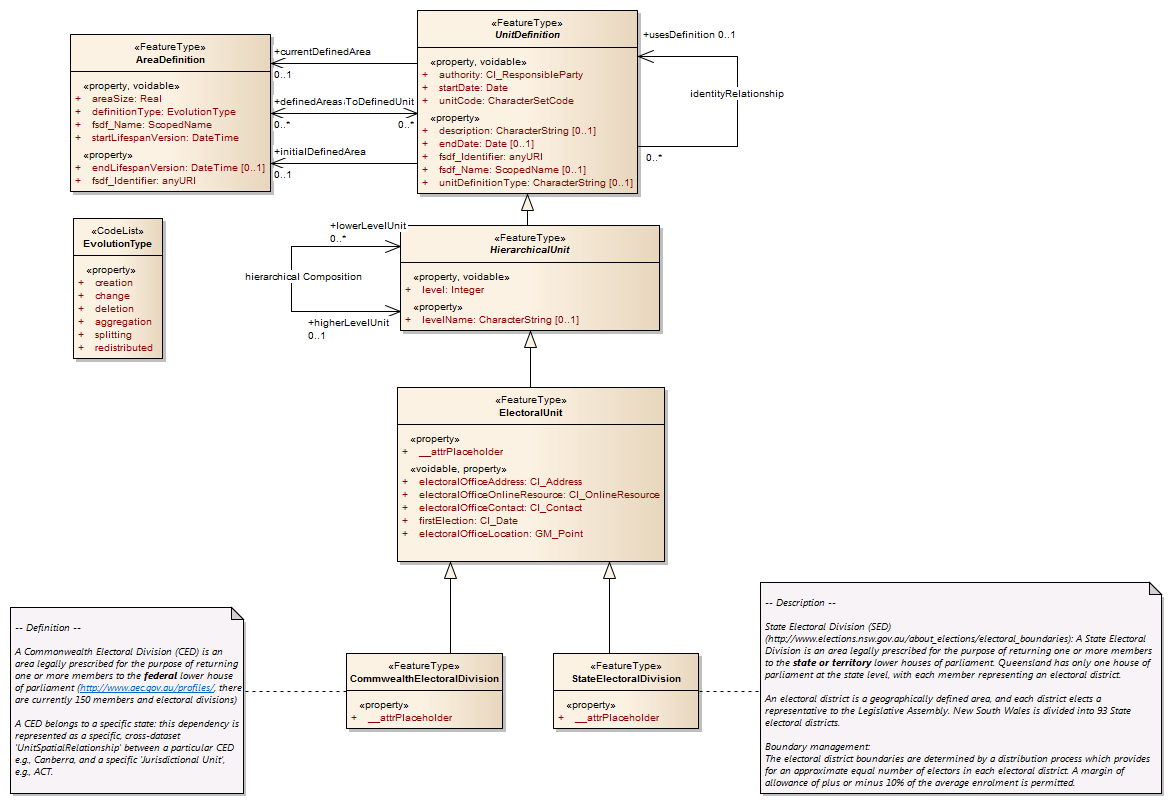 «FeatureType»
AreaDefinition
«property, voidable»
+ areaSize: Real
+ definitionType: EvolutionType
+ fsdf_Name: ScopedName
+ startLifespanVersion: DateTime
«property»
+ endLifespanVersion: DateTime [0..1]
+ fsdf_Identifier: anyURI
+currentDefinedArea
0..1
+definedAreas
ToDefinedUnit
0..*
0..*
+initialDefinedArea
0..1
«FeatureType»
UnitDefinition
«property, voidable»
+ authority: CI_ResponsibleParty
+ startDate: Date
+ unitCode: CharacterSetCode
«property»
+ description: CharacterString [0..1]
+ endDate: Date [0..1]
+ fsdf_Identifier: anyURI
+ fsdf_Name: ScopedName [0..1]
+ unitDefinitionType: CharacterString [0..1]
+usesDefinition 0..1
identityRelationship
0..*
«CodeList»
EvolutionType
«property»
+ creation
+ change
+ deletion
+ aggregation
+ splitting
+ redistributed
+lowerLevelUnit
0..*
hierarchical Composition
+higherLevelUnit
0..1
«FeatureType»
HierarchicalUnit
«property, voidable»
+ level: Integer
«property»
+ levelName: CharacterString [0..1]
«FeatureType»
ElectoralUnit
«property»
+ __attrPlaceholder
«voidable, property»
+ electoralOfficeAddress: CI_Address
+ electoralOfficeOnlineResource: CI_OnlineResource
+ electoralOfficeContact: CI_Contact
+ firstElection: CI_Date
+ electoralOfficeLocation: GM_Point
-- Definition --
A Commonwealth Electoral Division (CED) is an
area legally prescribed for the purpose of returning
one or more members to the federal lower house
of parliament (http://www.aec.gov.au/profiles/, there
are currently 150 members and electoral divisions)
A CED belongs to a specific state: this dependency is
represented as a specific, cross-dataset
'UnitSpatialRelationship' between a particular CED
e.g., Canberra, and a specific 'Jurisdictional Unit',
e.g., ACT.
«FeatureType»
CommwealthElectoralDivision
«property»
+ __attrPlaceholder
«FeatureType»
StateElectoralDivision
«property»
+ __attrPlaceholder
-- Description --
State Electoral Division (SED)
(http://www.elections.nsw.gov.au/about_elections/electoral_boundaries): A State Electoral
Division is an area legally prescribed for the purpose of returning one or more members
to the state or territory lower houses of parliament. Queensland has only one house of
parliament at the state level, with each member representing an electoral district.
An electoral district is a geographically defined area, and each district elects a
representative to the Legislative Assembly. New South Wales is divided into 93 State
electoral districts.
Boundary management:
The electoral district boundaries are determined by a distribution process which provides
for an approximate equal number of electors in each electoral district. A margin of
allowance of plus or minus 10% of the average enrolment is permitted.